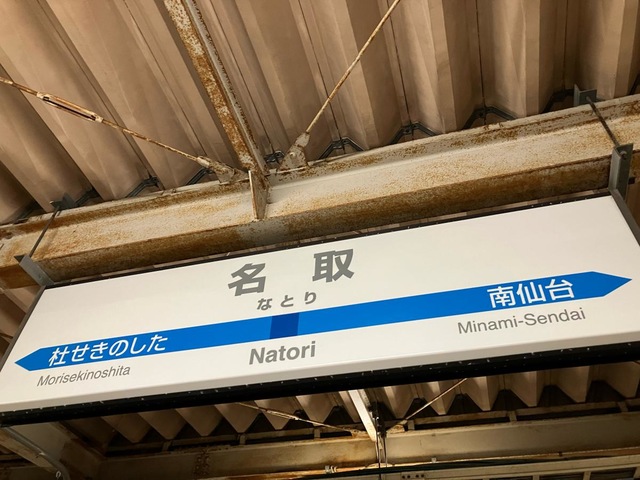 名取
なとり
杜せきのした
南仙台
Morisekinoshita
Natori
Minami-Sendai